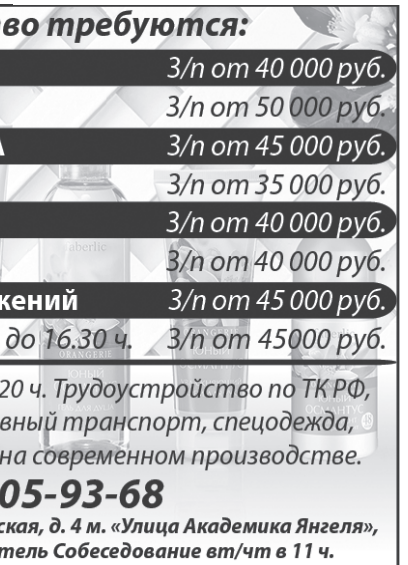 во требуются:
З/п от 40 000 руб.
З/п от 50 000 руб.
А З/п от 45 000 руб.
З/п от 35 000 руб.
З/п от 40 000 руб.
aberlic
З/п от 40 000 руб.
жений З/п от 45 000 руб.
до 16.30 ч. З/п от 45000 руб.
ORANGERIE
ЮНЫЙ
20 ч. Трудоустройство по ТК РФ,
вный транспорт, спецодежда,
на современном производстве.
05-93-68
ская, д. 4 м. «Улица Академика Янгеля»,
тель Собеседование вт/чт в 11 ч.